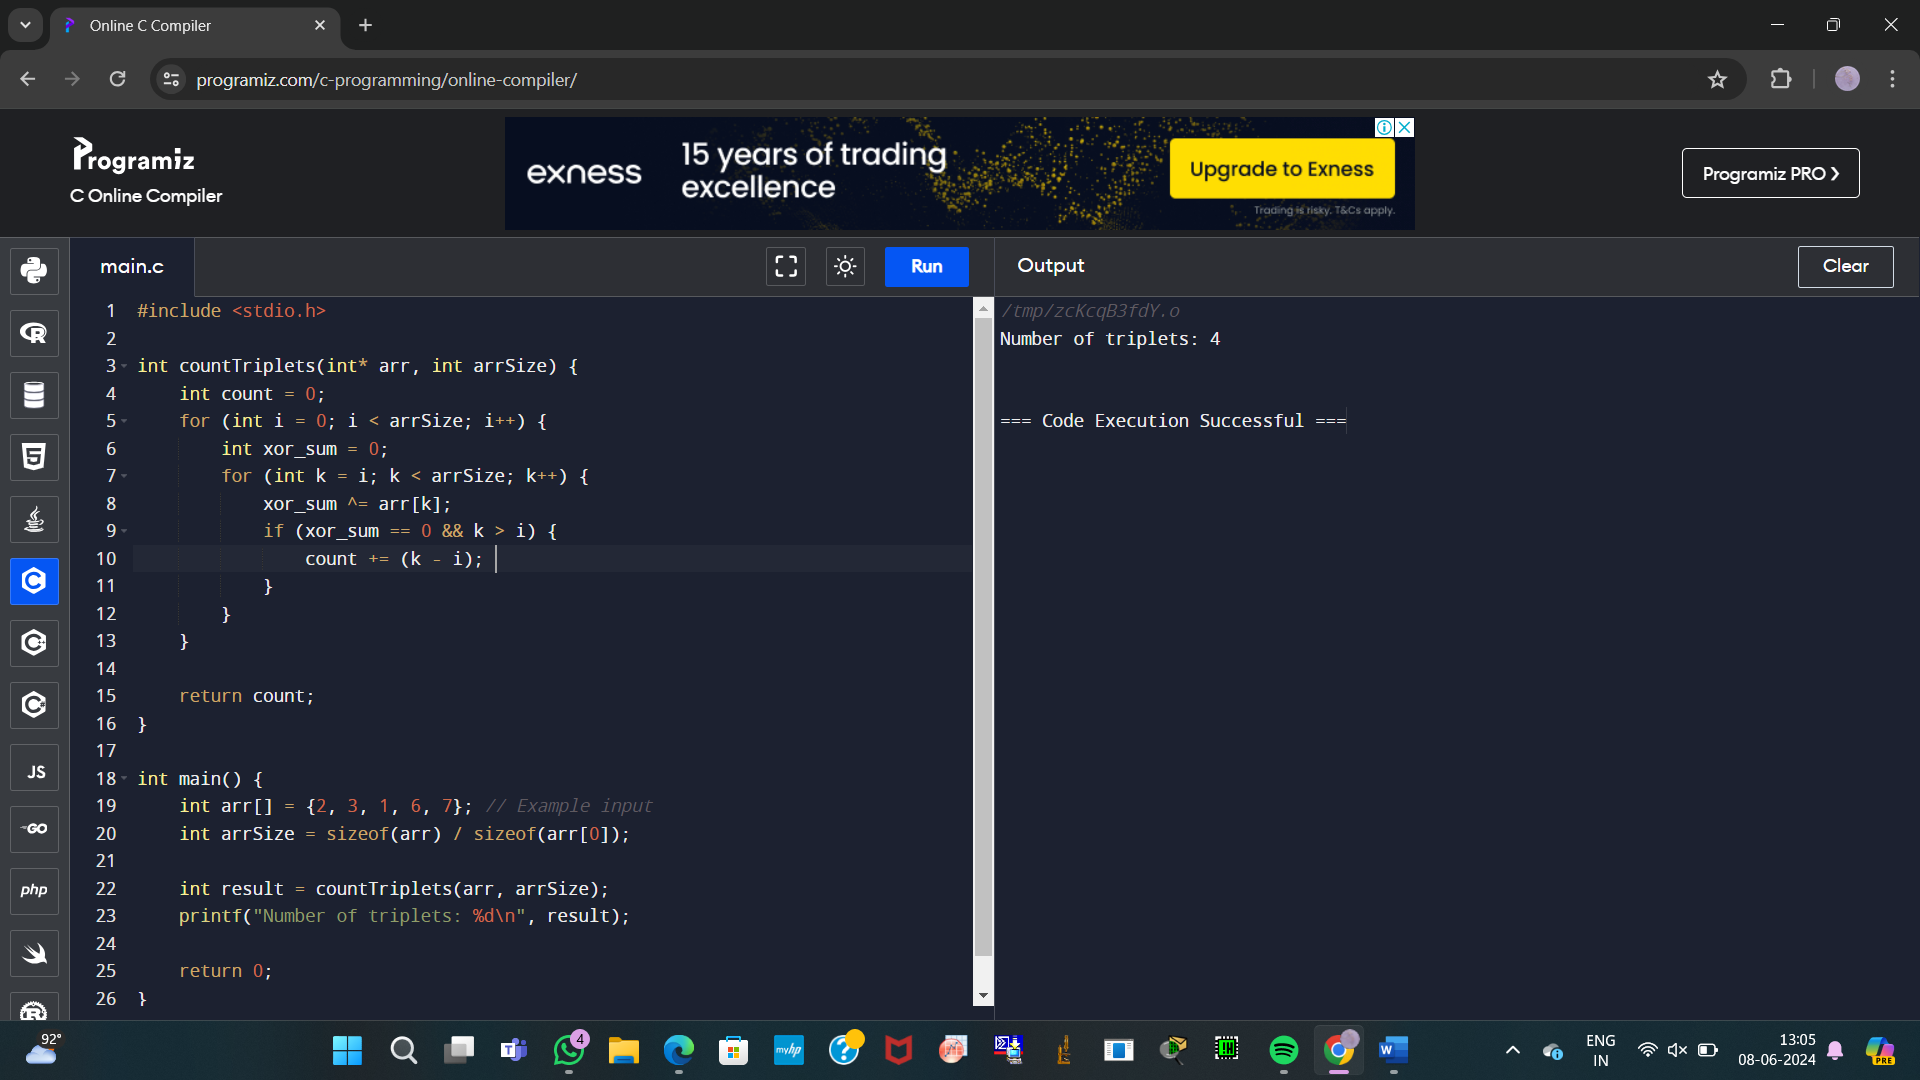 Online C Compiler
programiz.com/c-programming/online-compiler/
Programiz
C Online Compiler
exness
15 years of trading
excellence
Upgrade to Exness
Trading is risky. T&Cs apply.
Programiz PRO ❯
main.c
Run
Output
Clear
1 #include <stdio.h>
2
3 int countTriplets(int* arr, int arrSize) {
4 int count = 0;
5 for (int i = 0; i < arrSize; i++) {
6 int xor_sum = 0;
7 for (int k = i; k < arrSize; k++) {
8 xor_sum ^= arr[k];
9 if (xor_sum == 0 && k > i) {
10 count += (k - i);
11 }
12 }
13 }
14
15 return count;
16 }
17
18 int main() {
19 int arr[] = {2, 3, 1, 6, 7}; // Example input
20 int arrSize = sizeof(arr) / sizeof(arr[0]);
21
22 int result = countTriplets(arr, arrSize);
23 printf("Number of triplets: %d\n", result);
24
25 return 0;
26 }
/tmp/zcKcqB3fdY.o
Number of triplets: 4
=== Code Execution Successful ===
JS
GO
php
92°
4
myhp
W
ENG
IN
13:05
08-06-2024
PRE